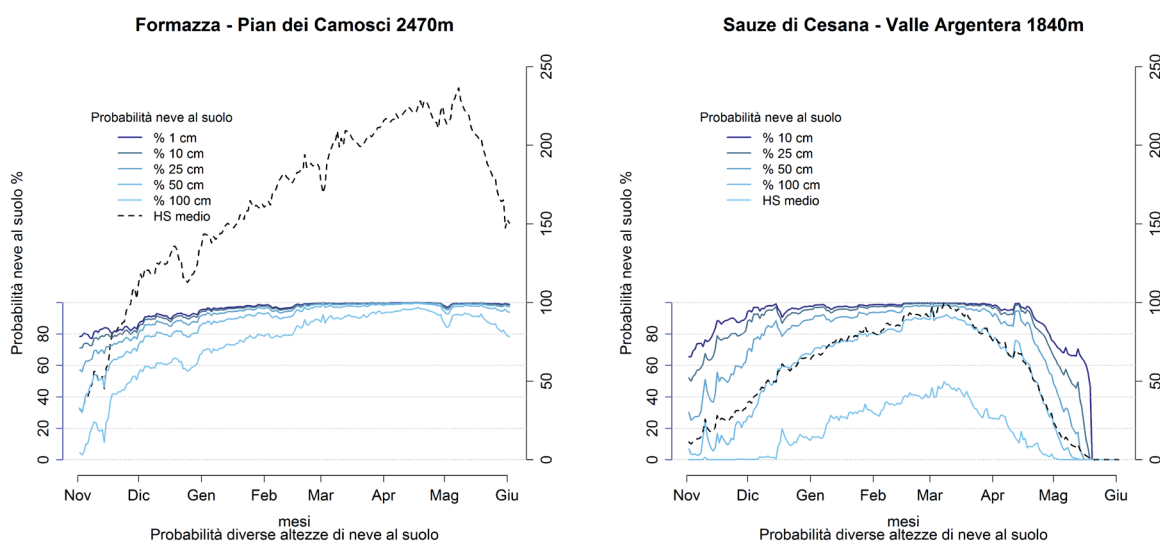 Formazza - Pian dei Camosci 2470m
Probabilità neve al suolo %
0 20 40 60 80
Probabilità neve al suolo
% 1 cm
% 10 cm
% 25 cm
% 50 cm
% 100 cm
HS medio
0 50 100 150 200 250
Nov Dic Gen Feb Mar Apr Mag Giu
mesi
Probabilità diverse altezze di neve al suolo
Sauze di Cesana - Valle Argentera 1840m
Probabilità neve al suolo %
0 20 40 60 80
Probabilità neve al suolo
% 10 cm
% 25 cm
% 50 cm
% 100 cm
HS medio
0 50 100 150 200 250
Nov Dic Gen Feb Mar Apr Mag Giu
mesi
Probabilità diverse altezze di neve al suolo